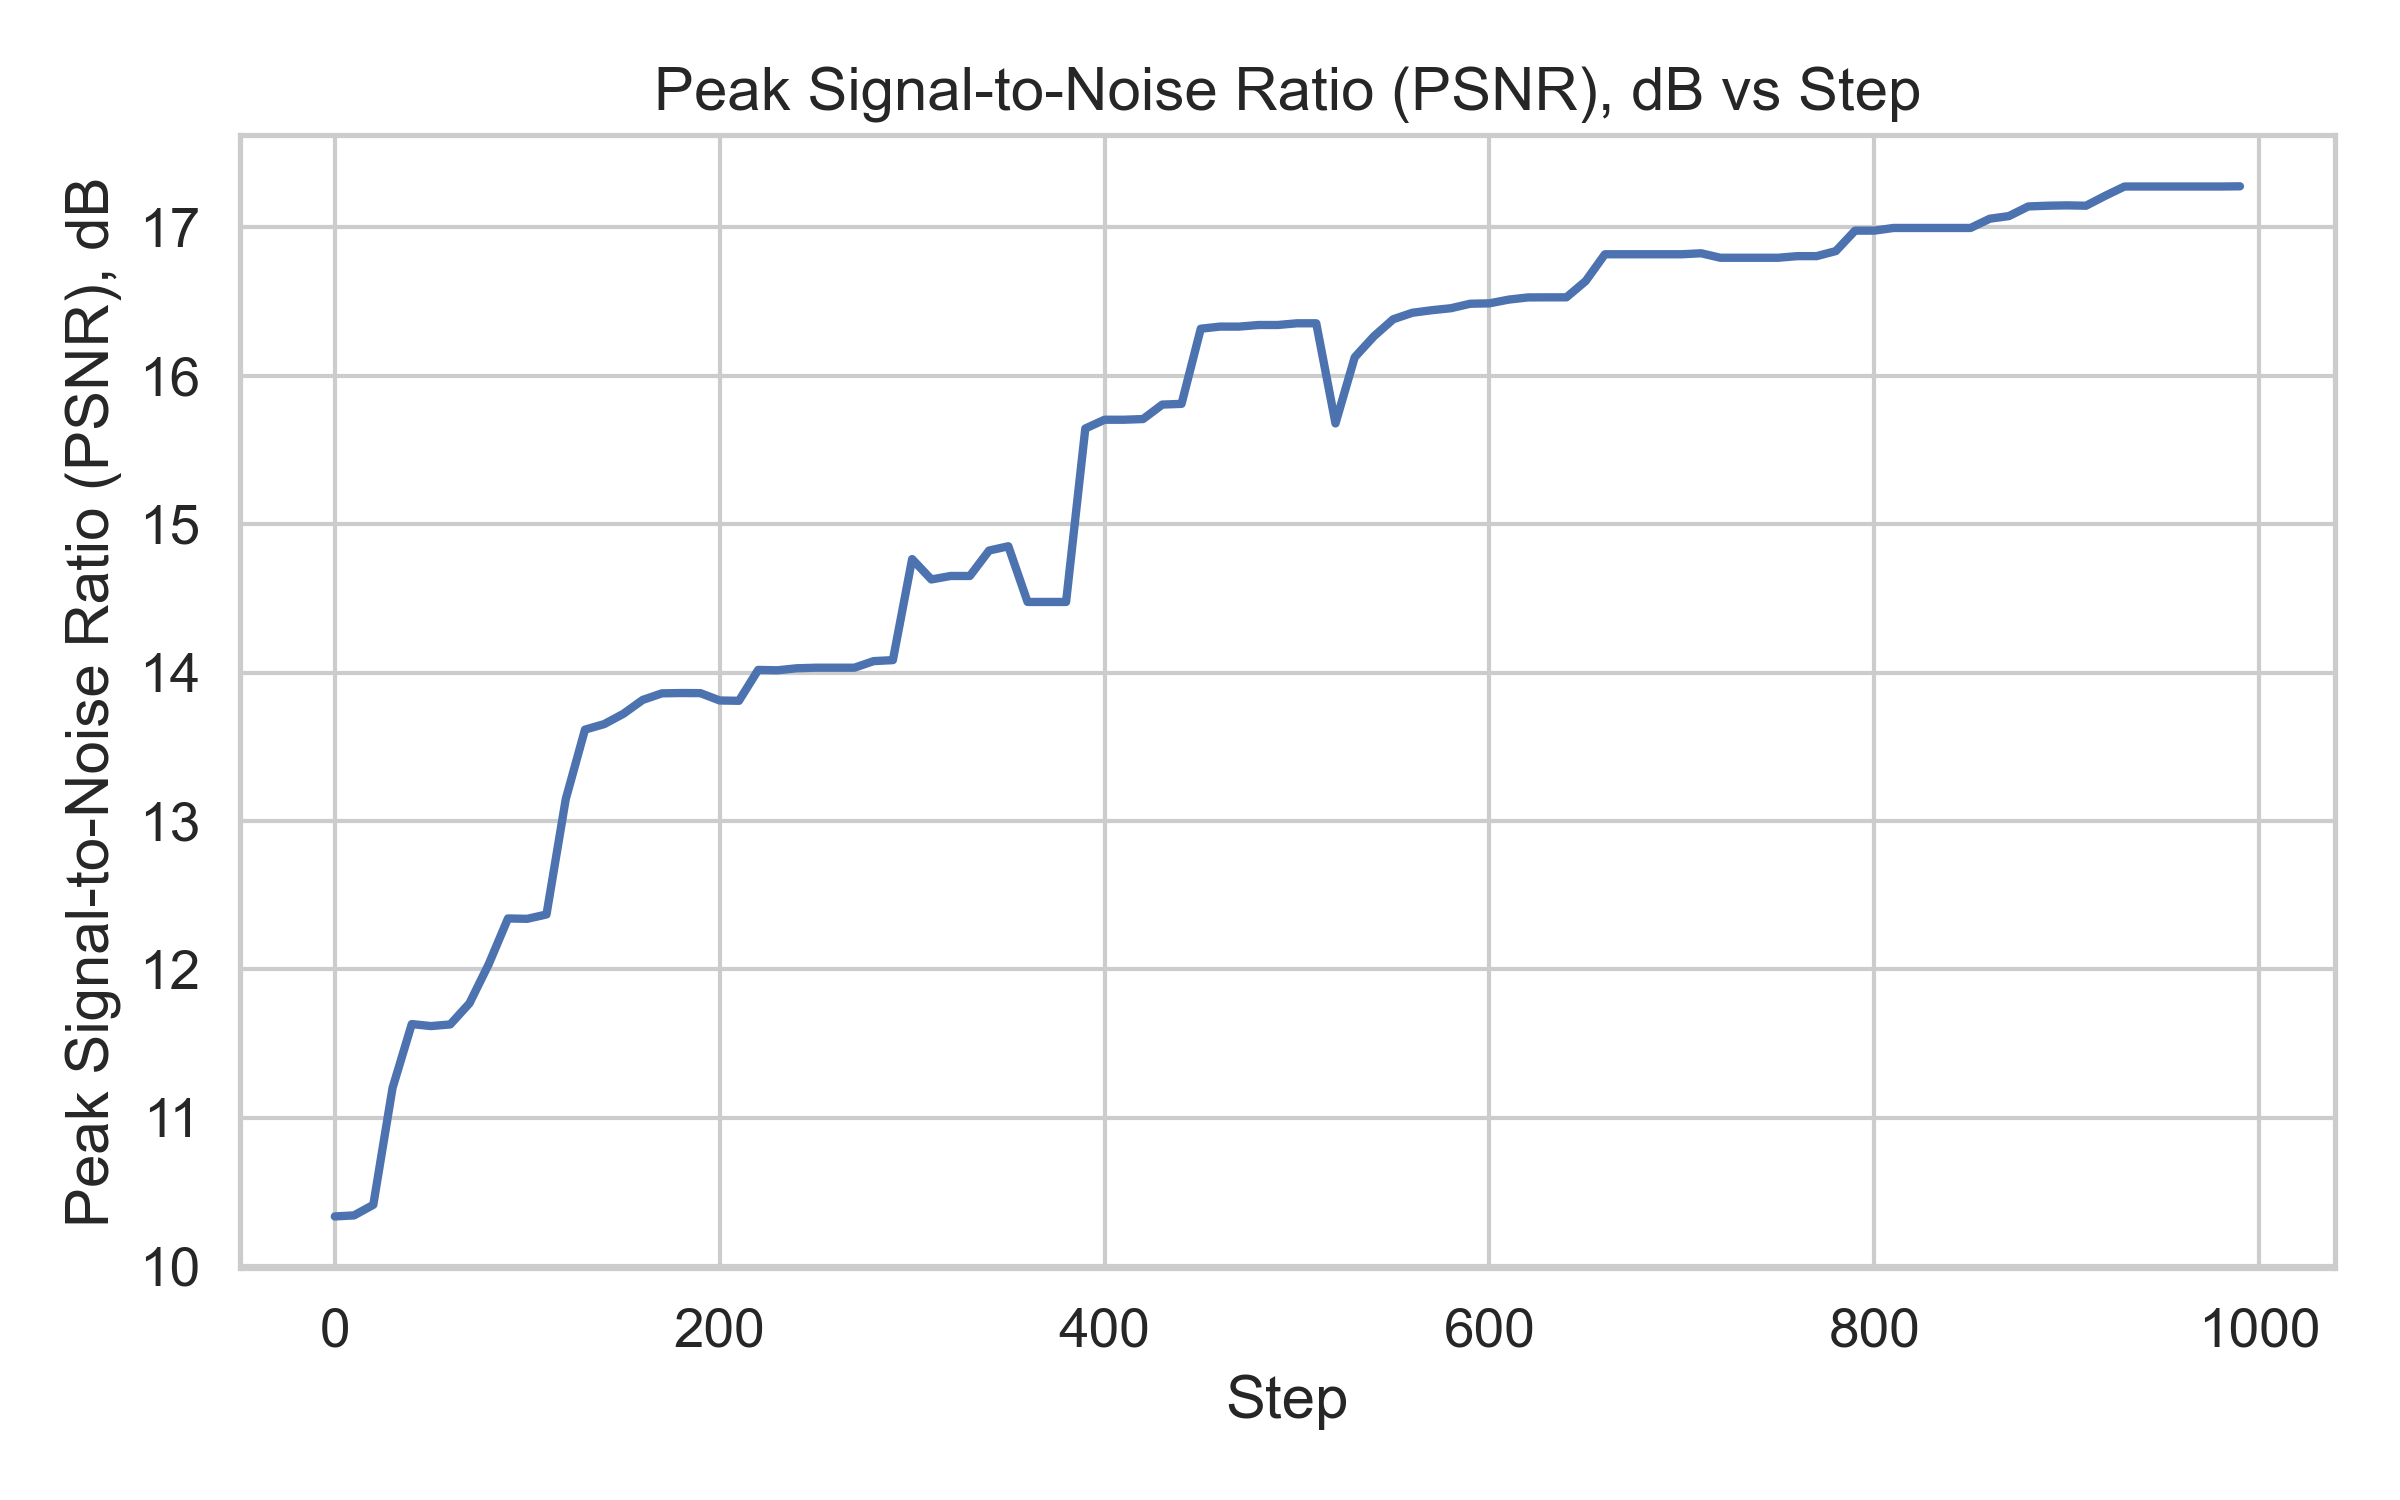 Peak Signal-to-Noise Ratio (PSNR), dB vs Step
Peak Signal-to-Noise Ratio (PSNR), dB
17
16
15
14
13
12
11
10
0 200 400 600 800 1000
Step